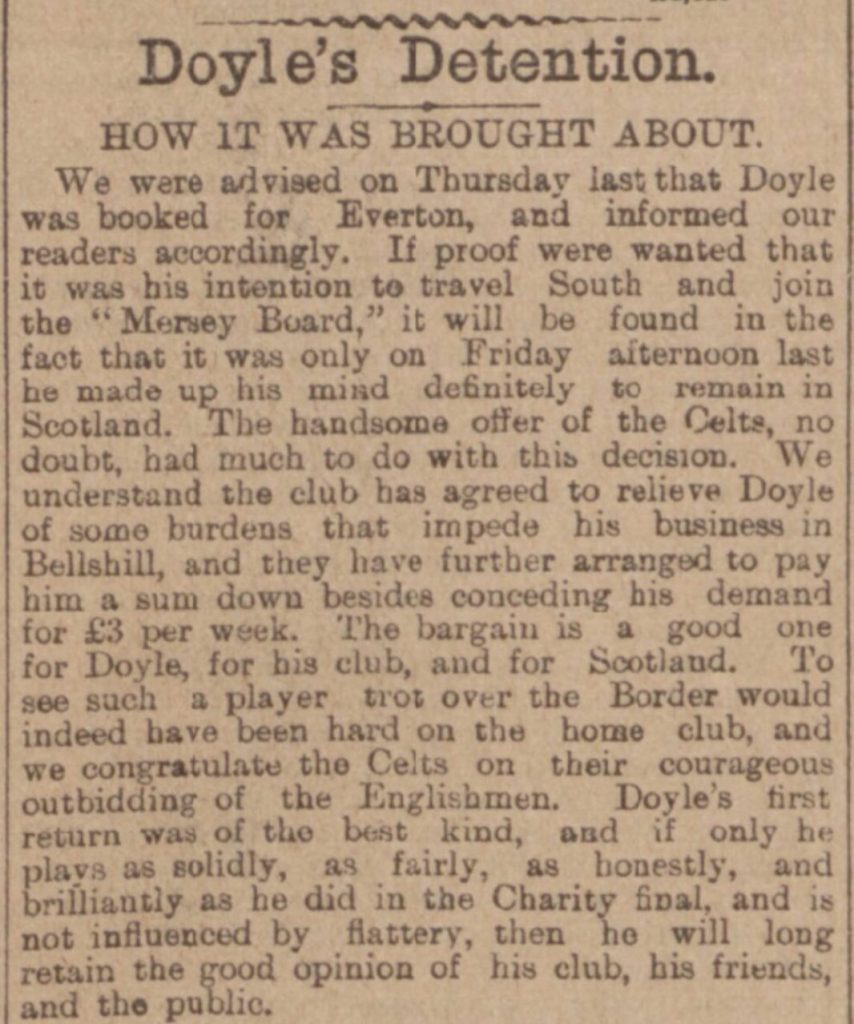 Doyle's Detention.
HOW IT WAS BROUGHT ABOUT.
We were advised on Thursday last that Doyle
was booked for Everton, and informed our
readers accordingly. If proof were wanted that
it was his intention to travel South and join
the "Mersey Board," it will be found in the
fact that it was only on Friday afternoon last
he made up his mind definitely to remain in
Scotland. The handsome offer of the Celts, no
doubt, had much to do with this decision. We
understand the club has agreed to relieve Doyle
of some burdens that impede his business in
Bellshill, and they have further arranged to pay
him a sum down besides conceding his demand
for £3 per week. The bargain is a good one
for Doyle, for his club, and for Scotland. To
see such a player trot over the Border would
indeed have been hard on the home club, and
we congratulate the Celts on their courageous
outbidding of the Englishmen. Doyle's first
return was of the best kind, and if only he
plays as solidly, as fairly, as honestly, and
brilliantly as he did in the Charity final, and is
not influenced by flattery, then he will long
retain the good opinion of his club, his friends,
and the public.